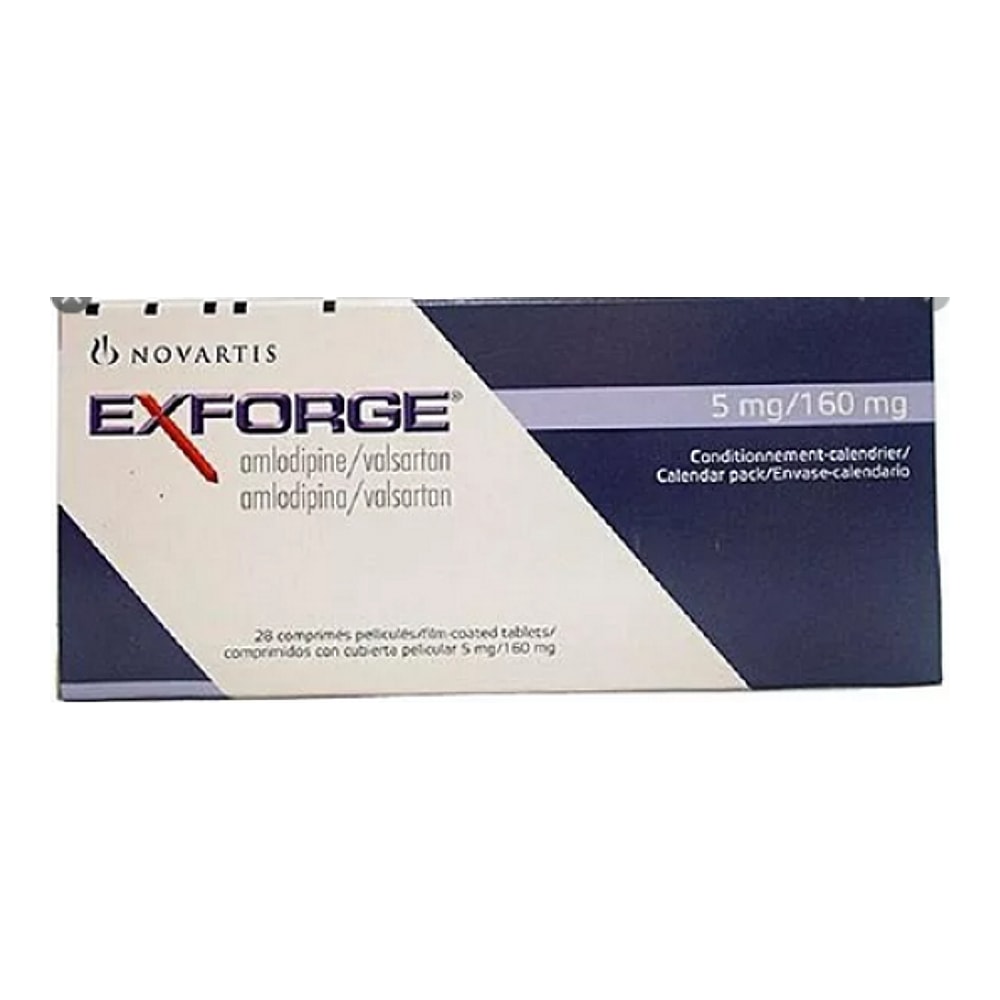 NOVARTIS
EXFORGE®
amlodipine/valsartan
amlodipina/valsartan
5 mg/160 mg
Conditionnement-calendrier/
Calendar pack/Envase-calendario
28 comprimés pelliculés/film-coated tablets/
comprimidos con cubierta pelicular 5 mg/160 mg